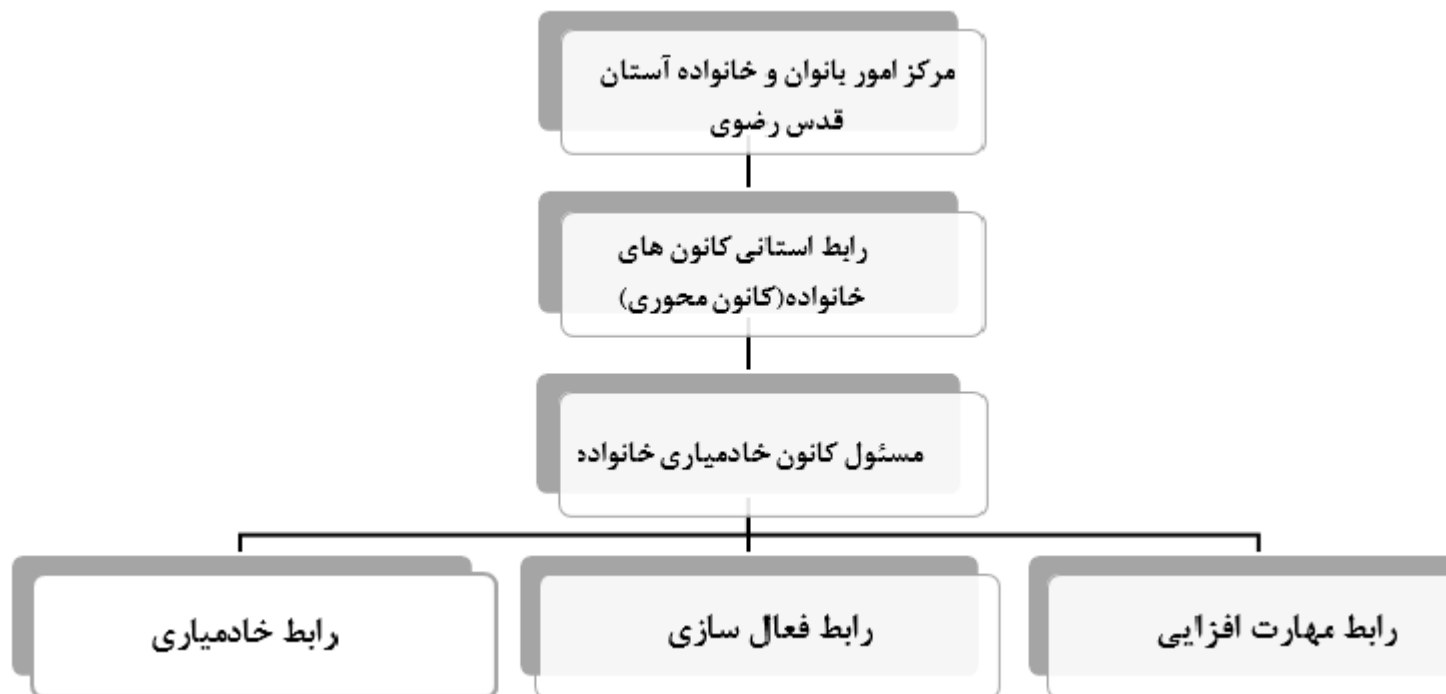 مرکز امور بانوان و خانواده آستان
قدس رضوی
رابط استانی کانون های
خانواده(کانون محوری)
مسئول کانون خادمیاری خانواده
رابط مهارت افزایی
رابط فعال سازی
رابط خادمیاری